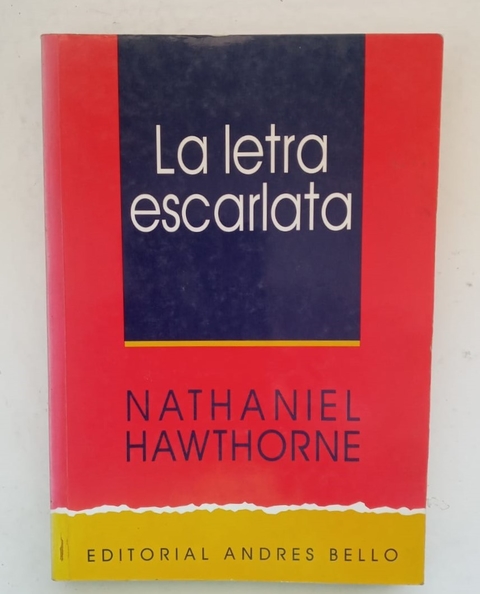 La letra
escarlata
NATHANIEL
HAWTHORNE
EDITORIAL ANDRES BELLO